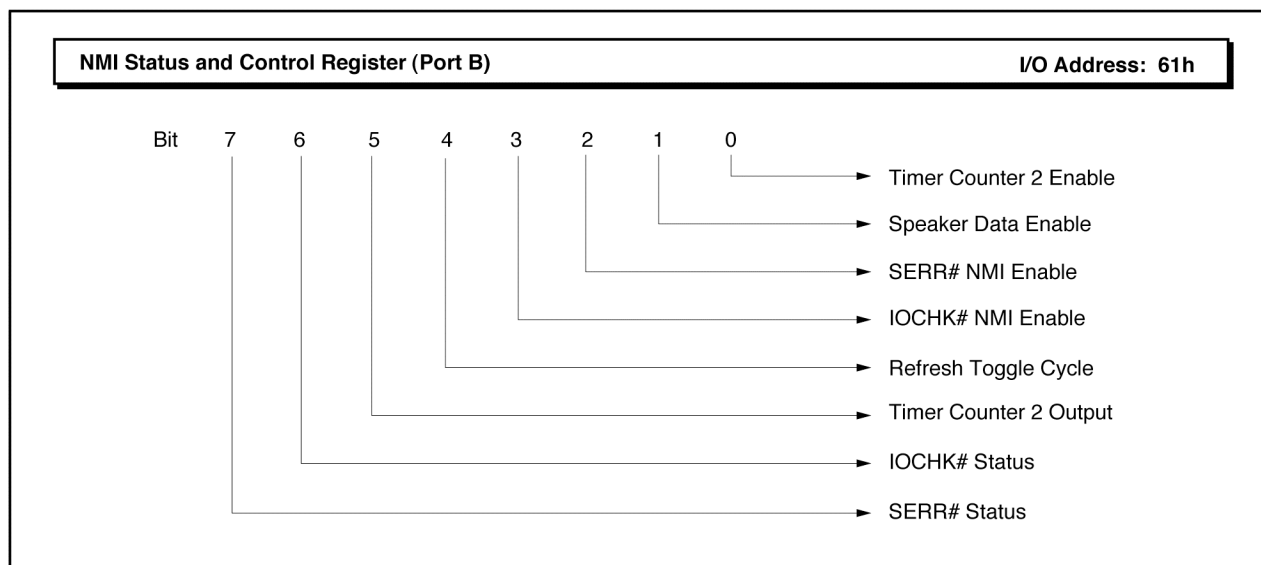 NMI Status and Control Register (Port B) I/O Address: 61h
Bit 7 6 5 4 3 2 1 0
Timer Counter 2 Enable
Speaker Data Enable
SERR# NMI Enable
IOCHK# NMI Enable
Refresh Toggle Cycle
Timer Counter 2 Output
IOCHK# Status
SERR# Status